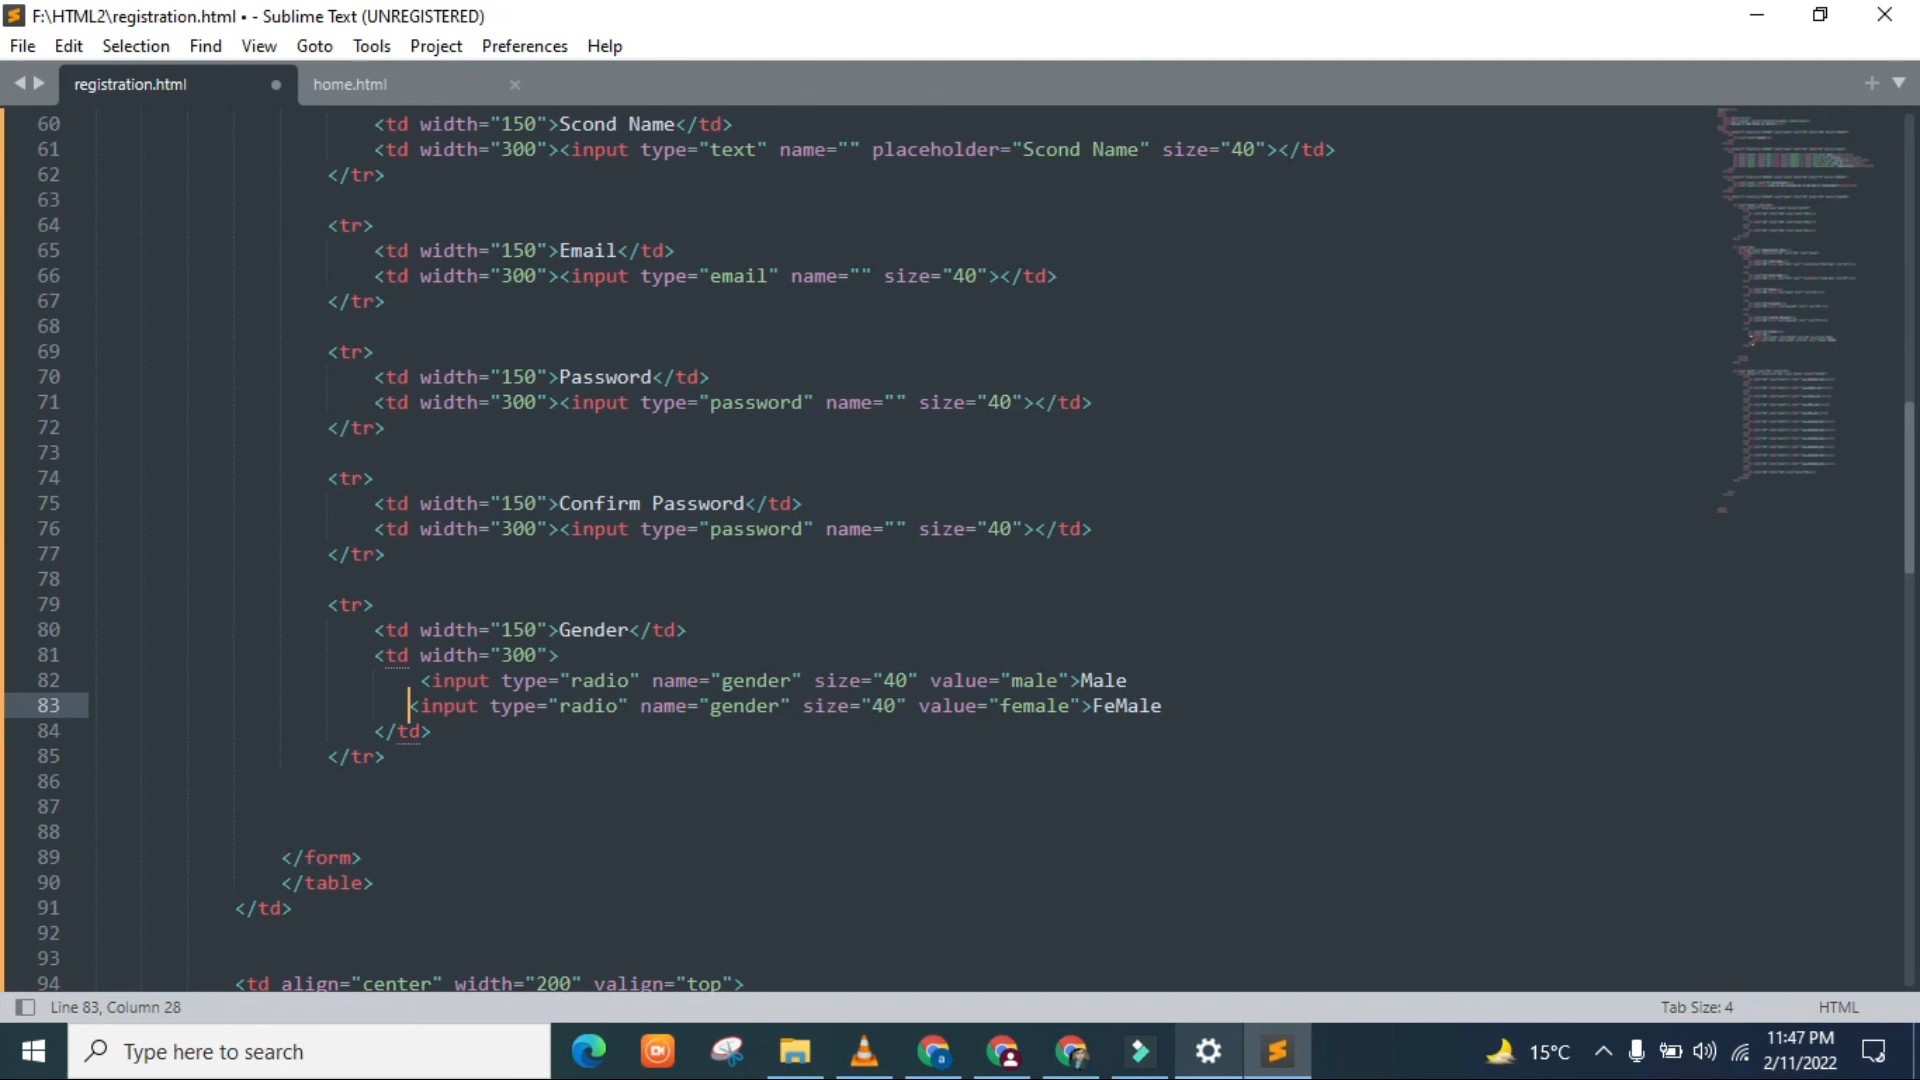 F:\HTML2\registration.html • - Sublime Text (UNREGISTERED)
File Edit Selection Find View Goto Tools Project Preferences Help
registration.html home.html
60 <td width="150">Scond Name</td>
61 <td width="300"><input type="text" name="" placeholder="Scond Name" size="40"></td>
62 </tr>
63
64 <tr>
65 <td width="150">Email</td>
66 <td width="300"><input type="email" name="" size="40"></td>
67 </tr>
68
69 <tr>
70 <td width="150">Password</td>
71 <td width="300"><input type="password" name="" size="40"></td>
72 </tr>
73
74 <tr>
75 <td width="150">Confirm Password</td>
76 <td width="300"><input type="password" name="" size="40"></td>
77 </tr>
78
79 <tr>
80 <td width="150">Gender</td>
81 <td width="300">
82 <input type="radio" name="gender" size="40" value="male">Male
83 <input type="radio" name="gender" size="40" value="female">FeMale
84 </td>
85 </tr>
86
87
88
89 </form>
90 </table>
91 </td>
92
93
94 <td align="center" width="200" valign="top">
Line 83, Column 28 Tab Size: 4 HTML
Type here to search 15°C 11:47 PM
2/11/2022